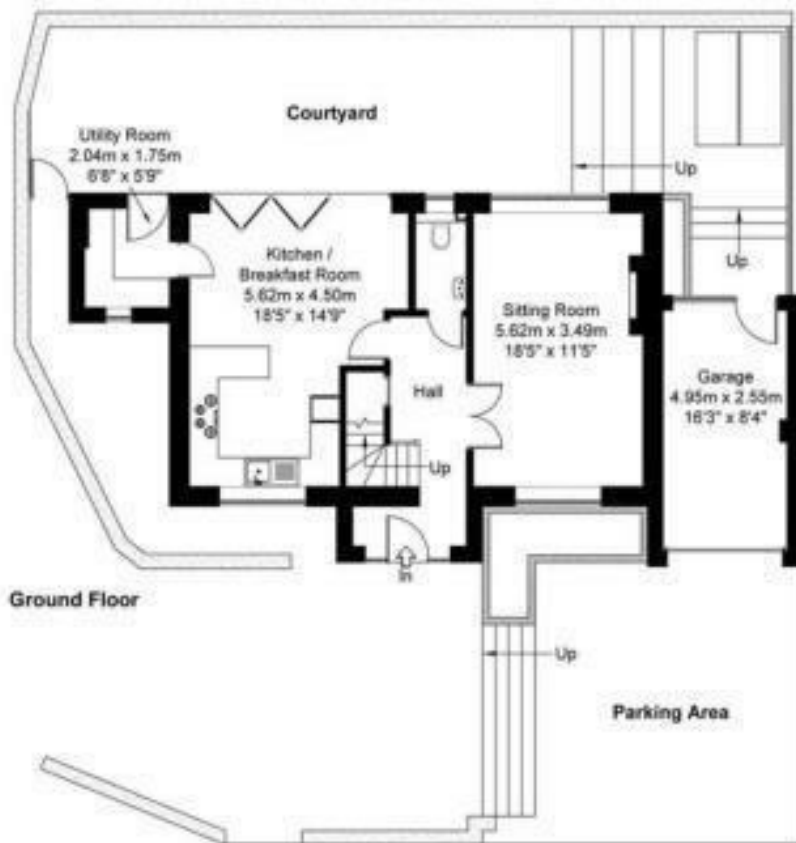 Courtyard
Utility Room
2.04m x 1.75m
6'8" x 5'9"
Up
Kitchen /
Breakfast Room
5.62m x 4.50m
18'5" x 14'9"
Up
Sitting Room
5.62m x 3.49m
18'5" x 11'5"
Garage
4.95m x 2.55m
16'3" x 8'4"
Hall
Up
In
Ground Floor
Up
Parking Area